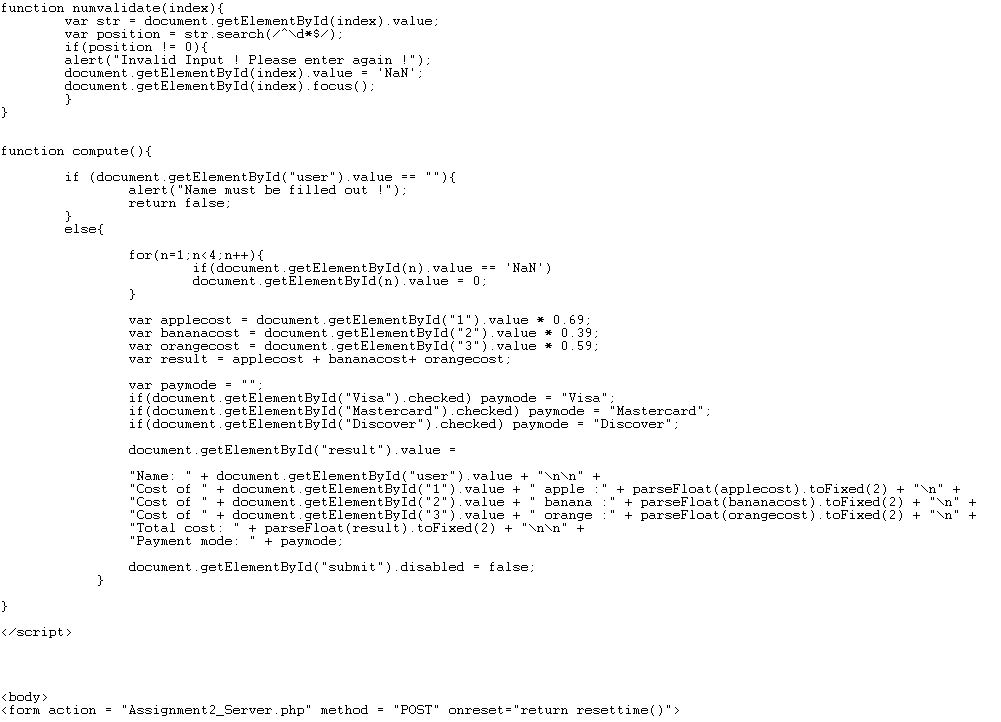 function numvalidate(index){
var str = document.getElementById(index).value;
var position = str.search(/^\d*$/);
if(position != 0){
alert("Invalid Input ! Please enter again !");
document.getElementById(index).value = 'NaN';
document.getElementById(index).focus();
}
}
function compute(){
if (document.getElementById("user").value == ""){
alert("Name must be filled out !");
return false;
}
else{
for(n=1;n<4;n++){
if(document.getElementById(n).value == 'NaN')
document.getElementById(n).value = 0;
}
var applecost = document.getElementById("1").value * 0.69;
var bananacost = document.getElementById("2").value * 0.39;
var orangecost = document.getElementById("3").value * 0.59;
var result = applecost + bananacost+ orangecost;
var paymode = "";
if(document.getElementById("Visa").checked) paymode = "Visa";
if(document.getElementById("Mastercard").checked) paymode = "Mastercard";
if(document.getElementById("Discover").checked) paymode = "Discover";
document.getElementById("result").value =
"Name: " + document.getElementById("user").value + "\n\n" +
"Cost of " + document.getElementById("1").value + " apple :" + parseFloat(applecost).toFixed(2) + "\n" +
"Cost of " + document.getElementById("2").value + " banana :" + parseFloat(bananacost).toFixed(2) + "\n" +
"Cost of " + document.getElementById("3").value + " orange :" + parseFloat(orangecost).toFixed(2) + "\n" +
"Total cost: " + parseFloat(result).toFixed(2) + "\n\n" +
"Payment mode: " + paymode;
document.getElementById("submit").disabled = false;
}
}
</script>
<body>
<form action = "Assignment2_Server.php" method = "POST" onreset="return resettime()">